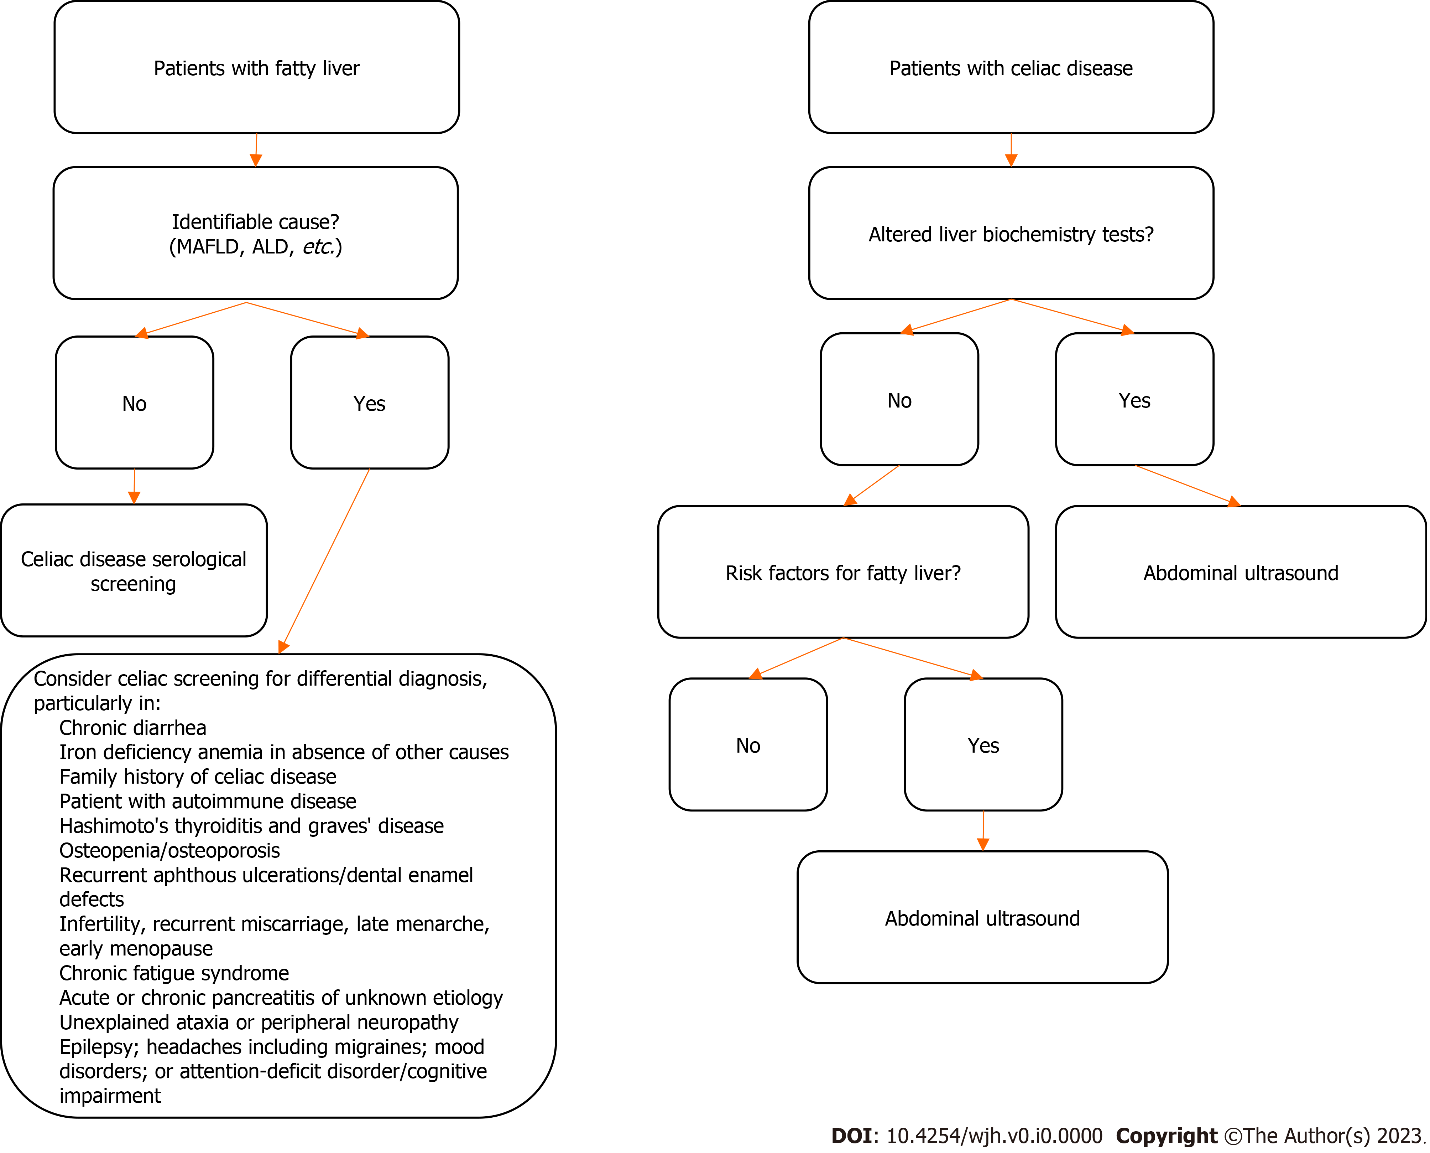 Patients with fatty liver
Identifiable cause?
(MAFLD, ALD, etc.)
No
Yes
Celiac disease serological
screening
Consider celiac screening for differential diagnosis,
particularly in:
Chronic diarrhea
Iron deficiency anemia in absence of other causes
Family history of celiac disease
Patient with autoimmune disease
Hashimoto's thyroiditis and graves' disease
Osteopenia/osteoporosis
Recurrent aphthous ulcerations/dental enamel
defects
Infertility, recurrent miscarriage, late menarche,
early menopause
Chronic fatigue syndrome
Acute or chronic pancreatitis of unknown etiology
Unexplained ataxia or peripheral neuropathy
Epilepsy; headaches including migraines; mood
disorders; or attention-deficit disorder/cognitive
impairment
Patients with celiac disease
Altered liver biochemistry tests?
No
Yes
Risk factors for fatty liver?
Abdominal ultrasound
No
Yes
Abdominal ultrasound
DOI: 10.4254/wjh.v0.i0.0000 Copyright ©The Author(s) 2023.